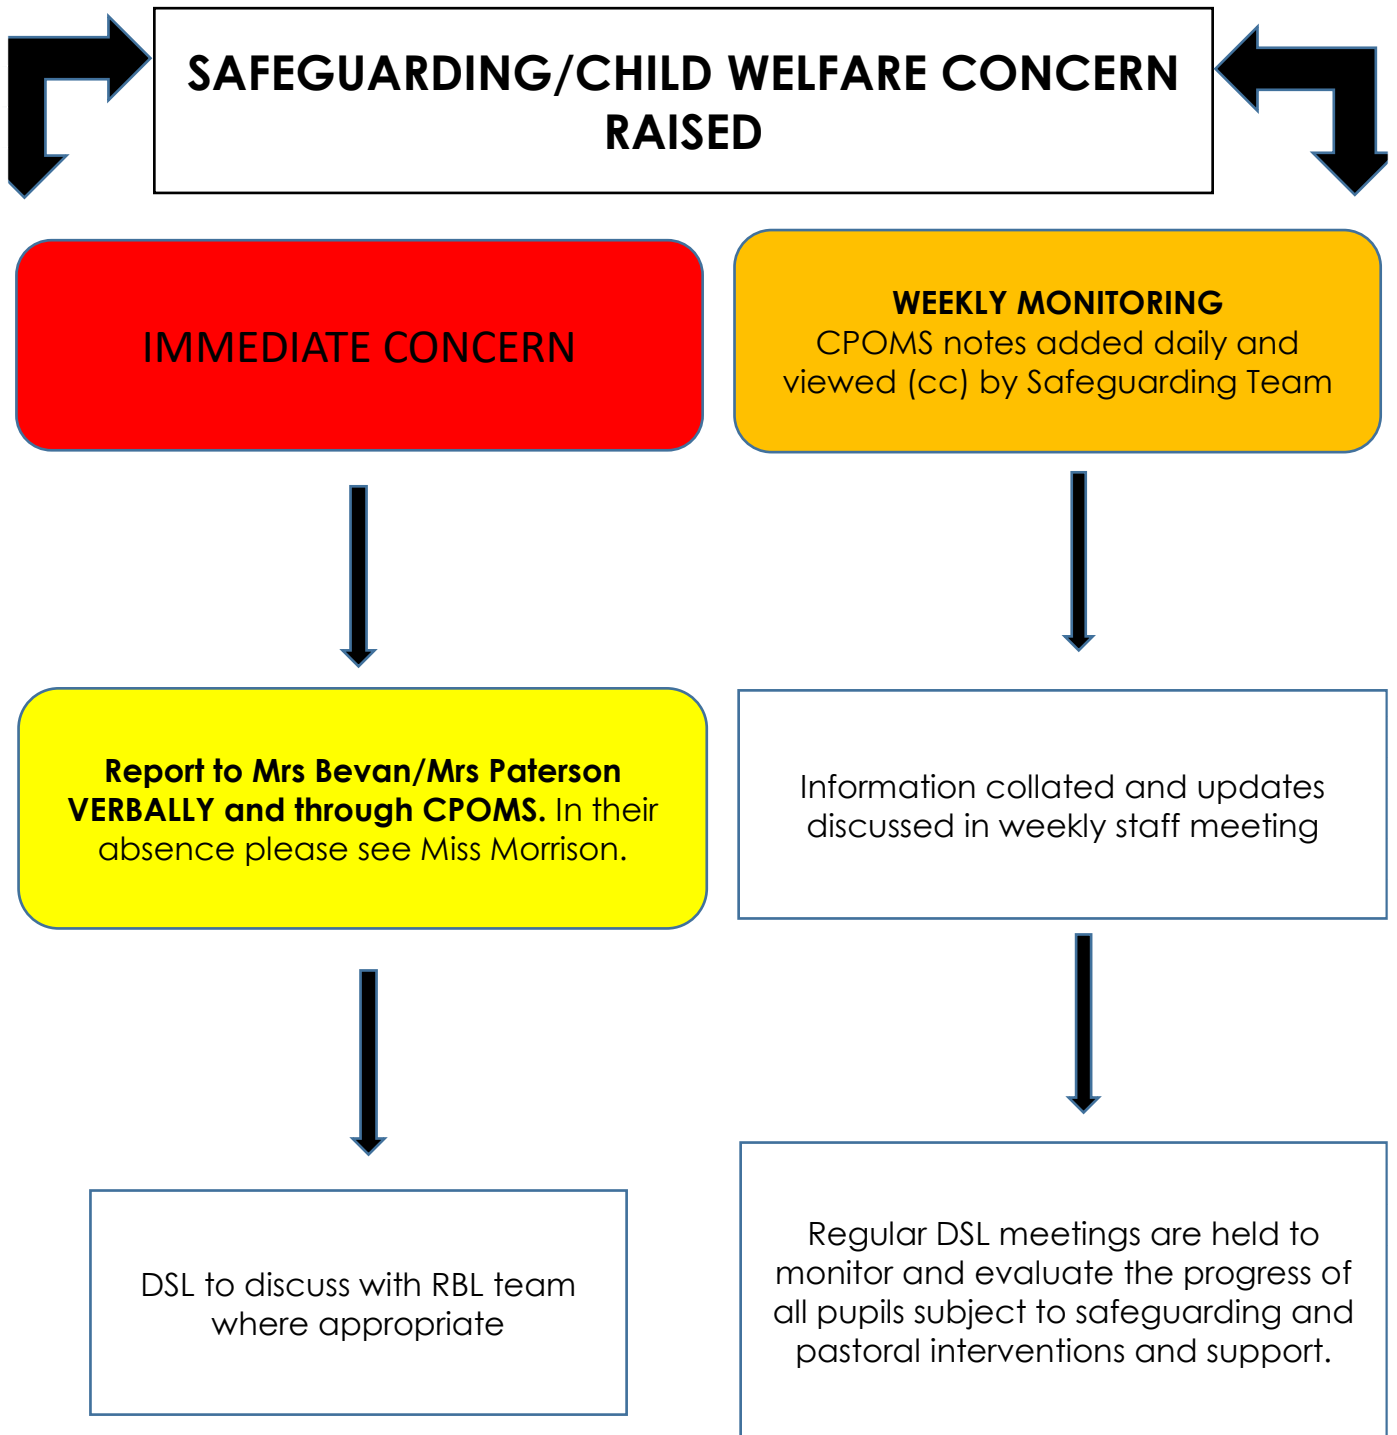 SAFEGUARDING/CHILD WELFARE CONCERN
RAISED
IMMEDIATE CONCERN
WEEKLY MONITORING
CPOMS notes added daily and
viewed (cc) by Safeguarding Team
Report to Mrs Bevan/Mrs Paterson
VERBALLY and through CPOMS. In their
absence please see Miss Morrison.
Information collated and updates
discussed in weekly staff meeting
DSL to discuss with RBL team
where appropriate
Regular DSL meetings are held to
monitor and evaluate the progress of
all pupils subject to safeguarding and
pastoral interventions and support.